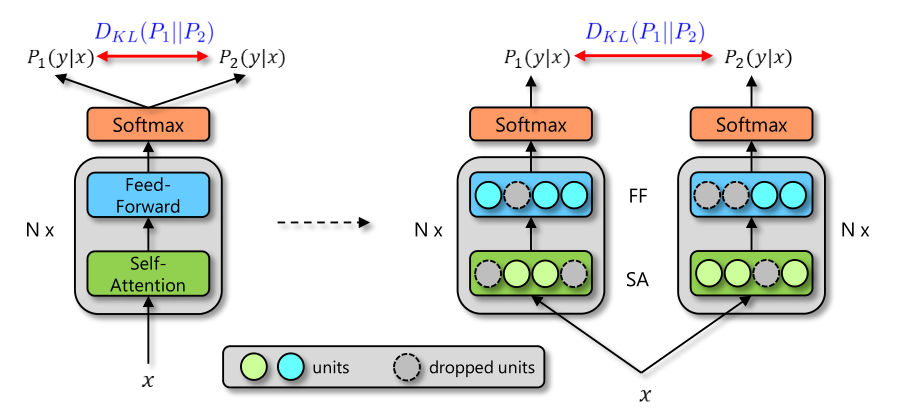 D_{KL}(P_1||P_2)
P_1(y|x)
P_2(y|x)
Softmax
Feed-
Forward
N x
Self-
Attention
x
D_{KL}(P_1||P_2)
P_1(y|x)
P_2(y|x)
Softmax
Softmax
FF
N x
N x
SA
x
units
dropped units